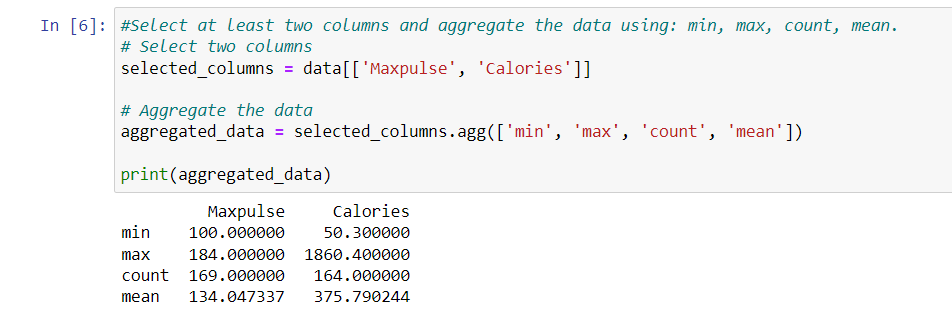 In [6]: #Select at least two columns and aggregate the data using: min, max, count, mean.
# Select two columns
selected_columns = data[['Maxpulse', 'Calories']]
# Aggregate the data
aggregated_data = selected_columns.agg(['min', 'max', 'count', 'mean'])
print(aggregated_data)
Maxpulse Calories
min 100.000000 50.300000
max 184.000000 1860.400000
count 169.000000 164.000000
mean 134.047337 375.790244